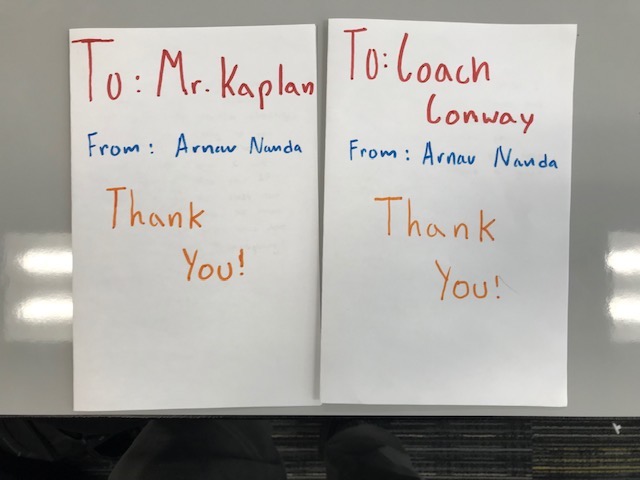 To: Mr. Kaplan
From: Arnav Nanda
Thank
You!
To: Coach
Conway
From: Arnav Nanda
Thank
You!